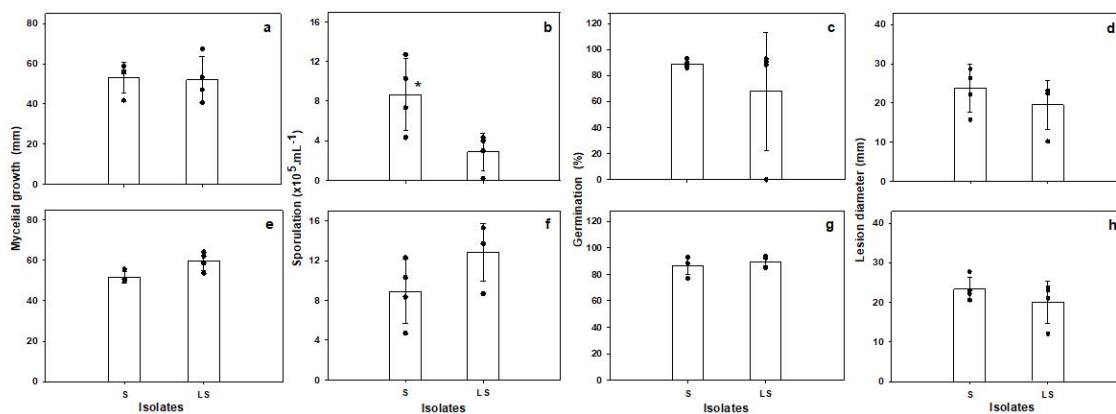 a
80
60
40
20
0
b
16
12
8
4
0
*
c
120
100
80
60
40
20
0
d
40
30
20
10
0
Mycelial growth (mm)
Sporulation (x10^5.mL^-1)
Germination (%)
Lesion diameter (mm)
e
80
60
40
20
0
S
LS
Isolates
f
16
12
8
4
0
S
LS
Isolates
g
120
100
80
60
40
20
0
S
LS
Isolates
h
40
30
20
10
0
S
LS
Isolates